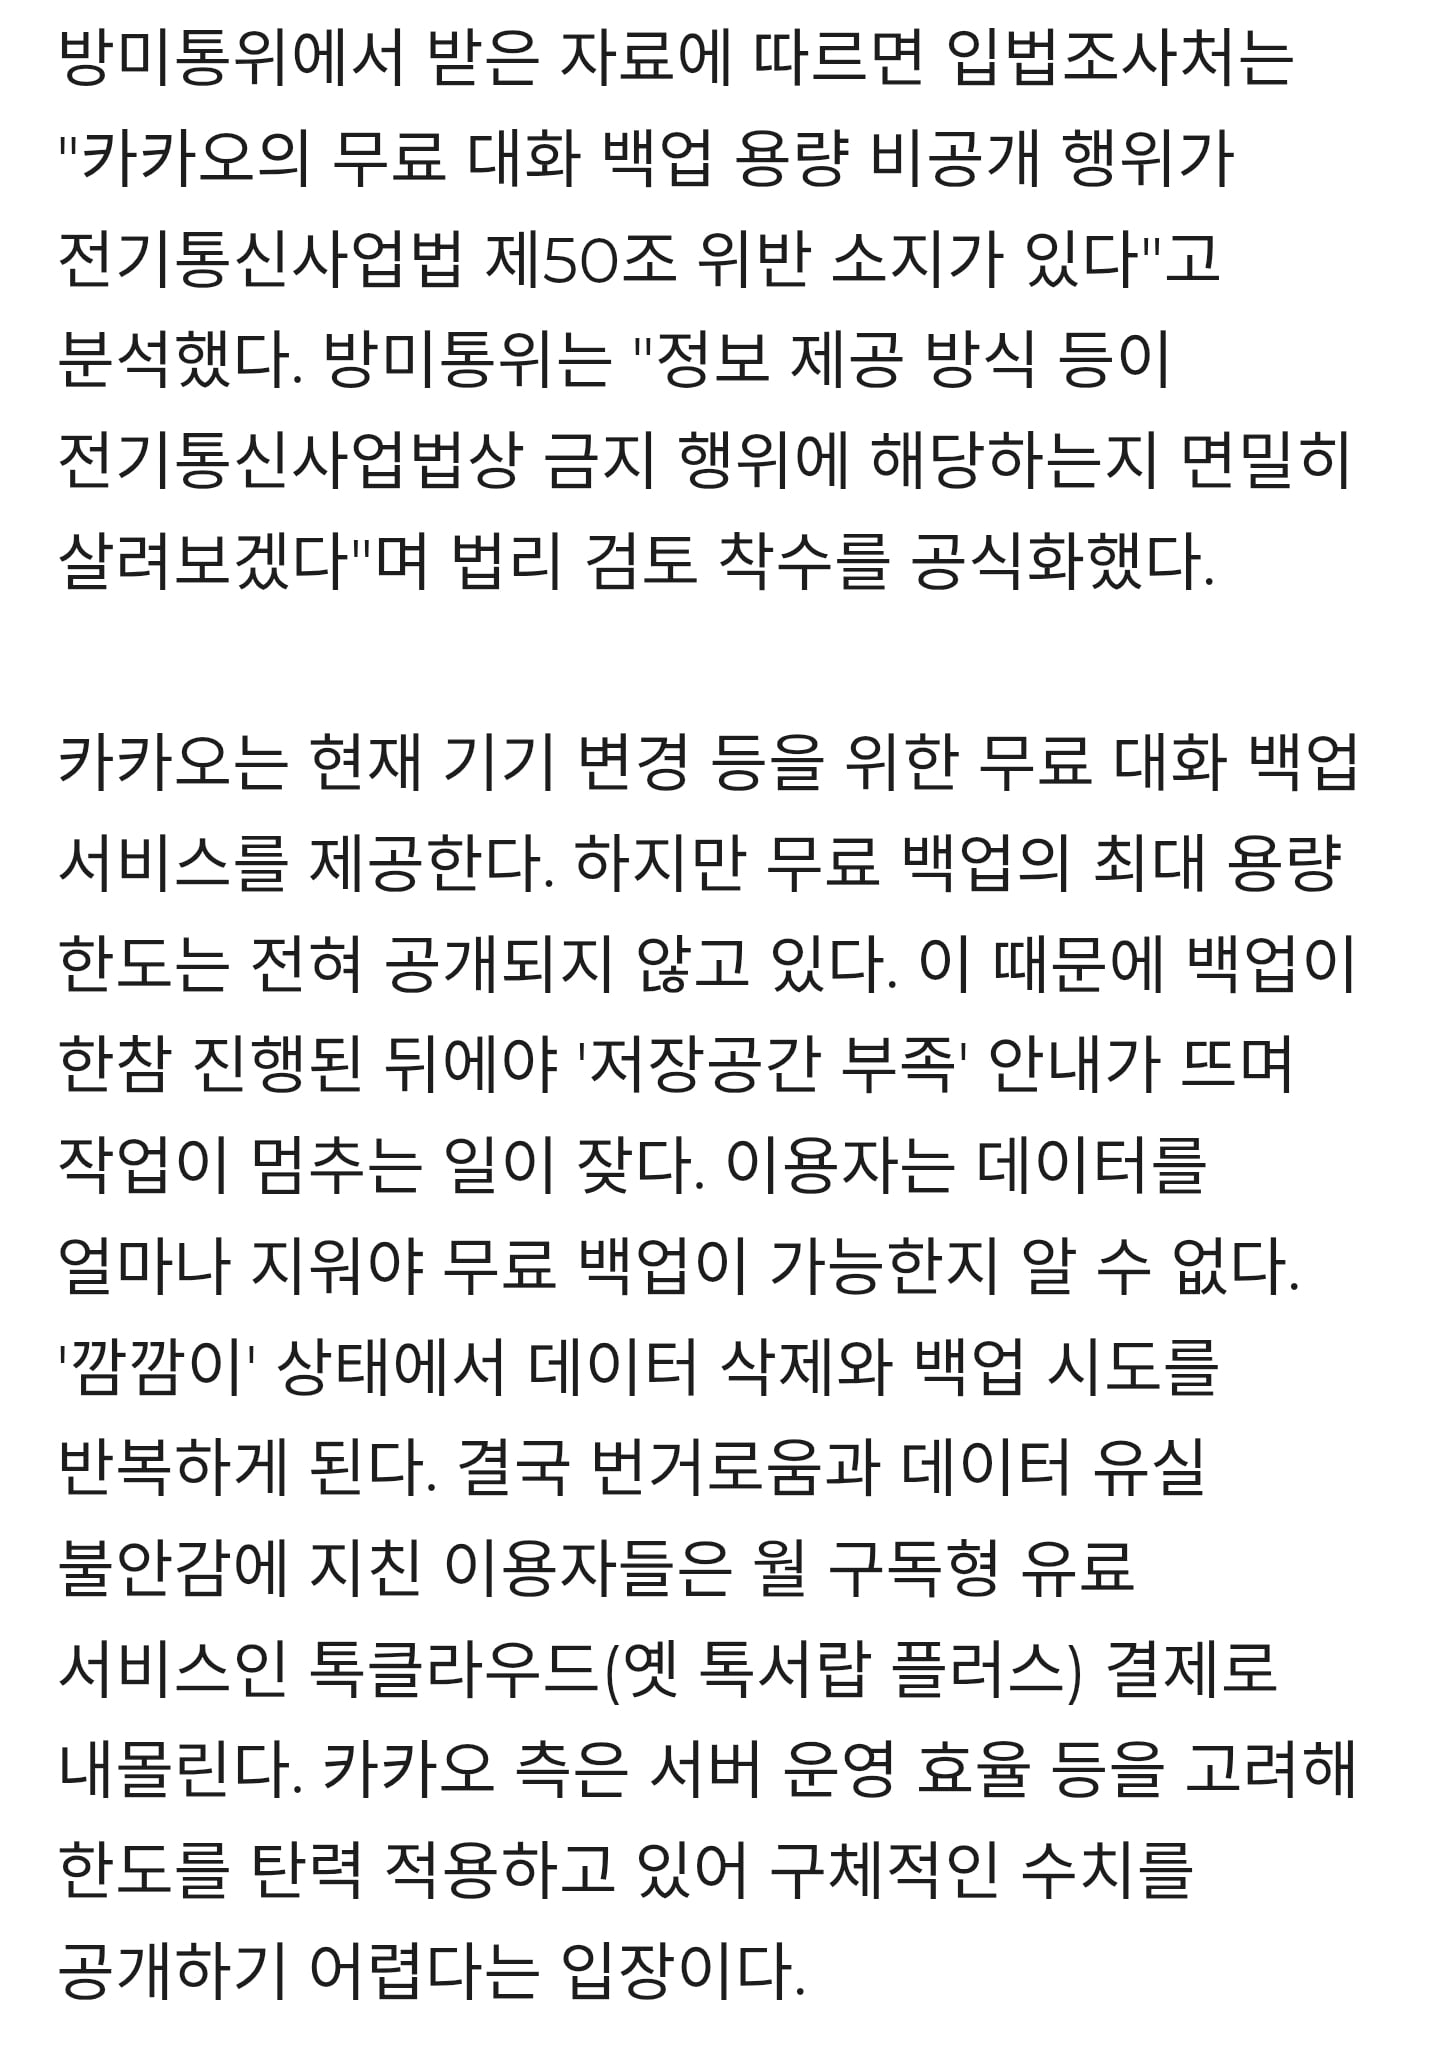 방미통위에서 받은 자료에 따르면 입법조사처는
"카카오의 무료 대화 백업 용량 비공개 행위가
전기통신사업법 제50조 위반 소지가 있다"고
분석했다. 방미통위는 "정보 제공 방식 등이
전기통신사업법상 금지 행위에 해당하는지 면밀히
살려보겠다"며 법리 검토 착수를 공식화했다.
카카오는 현재 기기 변경 등을 위한 무료 대화 백업
서비스를 제공한다. 하지만 무료 백업의 최대 용량
한도는 전혀 공개되지 않고 있다. 이 때문에 백업이
한참 진행된 뒤에야 '저장공간 부족' 안내가 뜨며
작업이 멈추는 일이 잦다. 이용자는 데이터를
얼마나 지워야 무료 백업이 가능한지 알 수 없다.
'깜깜이' 상태에서 데이터 삭제와 백업 시도를
반복하게 된다. 결국 번거로움과 데이터 유실
불안감에 지친 이용자들은 월 구독형 유료
서비스인 톡클라우드(옛 톡서랍 플러스) 결제로
내몰린다. 카카오 측은 서버 운영 효율 등을 고려해
한도를 탄력 적용하고 있어 구체적인 수치를
공개하기 어렵다는 입장이다.